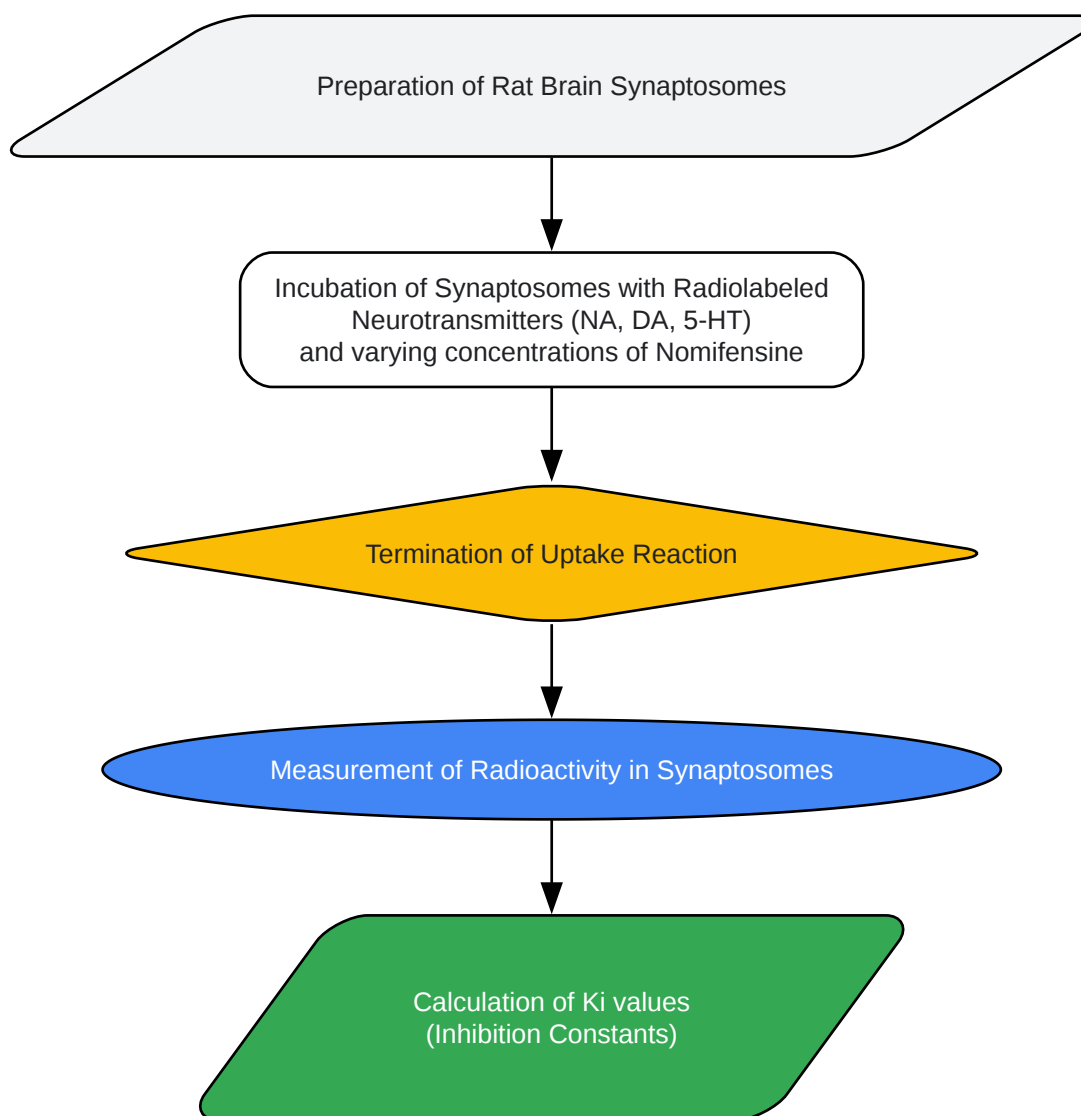 Preparation of Rat Brain Synaptosomes
Incubation of Synaptosomes with Radiolabeled
Neurotransmitters (NA, DA, 5-HT)
and varying concentrations of Nomifensine
Termination of Uptake Reaction
Measurement of Radioactivity in Synaptosomes
Calculation of Ki values
(Inhibition Constants)